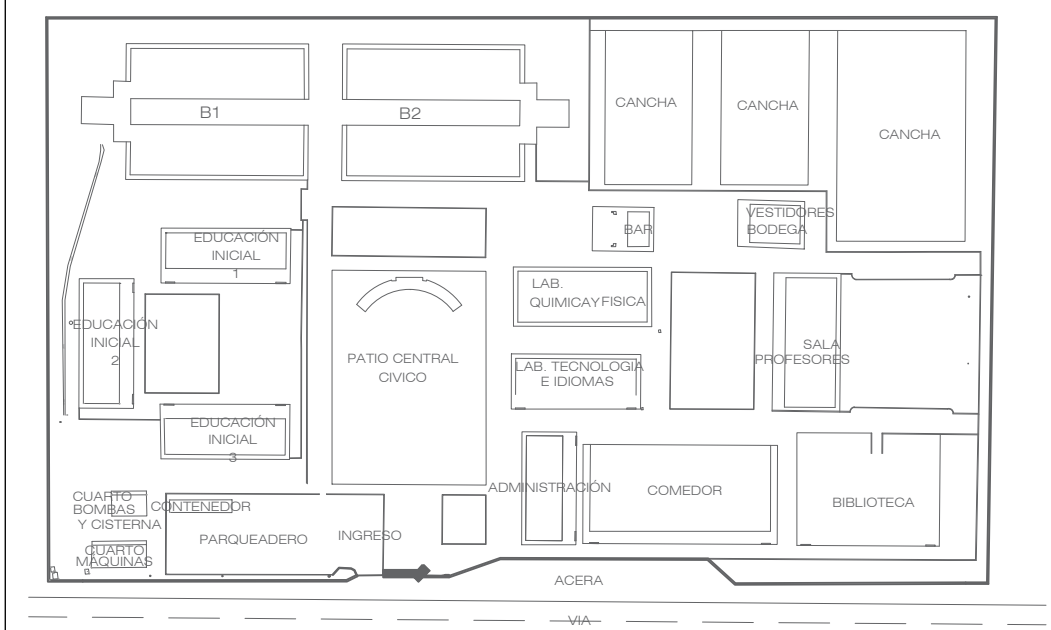 B1
B2
CANCHA
CANCHA
CANCHA
EDUCACIÓN
INICIAL
1
BAR
VESTIDORES
BODEGA
LAB.
QUIMICA Y FISICA
EDUCACIÓN
INICIAL
2
PATIO CENTRAL
CIVICO
SALA
PROFESORES
LAB. TECNOLOGIA
E IDIOMAS
EDUCACIÓN
INICIAL
3
ADMINISTRACIÓN
COMEDOR
BIBLIOTECA
CUARTO
BOMBAS
Y CISTERNA
CONTENEDOR
PARQUEADERO
INGRESO
CUARTO
MAQUINAS
ACERA
VIA